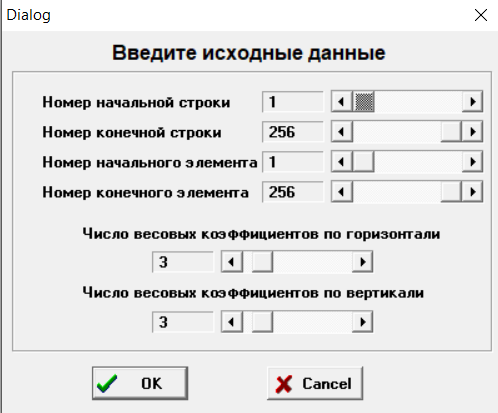 Dialog
Введите исходные данные
Номер начальной строки 1
Номер конечной строки 256
Номер начального элемента 1
Номер конечного элемента 256
Число весовых коэффициентов по горизонтали
3
Число весовых коэффициентов по вертикали
3
OK Cancel